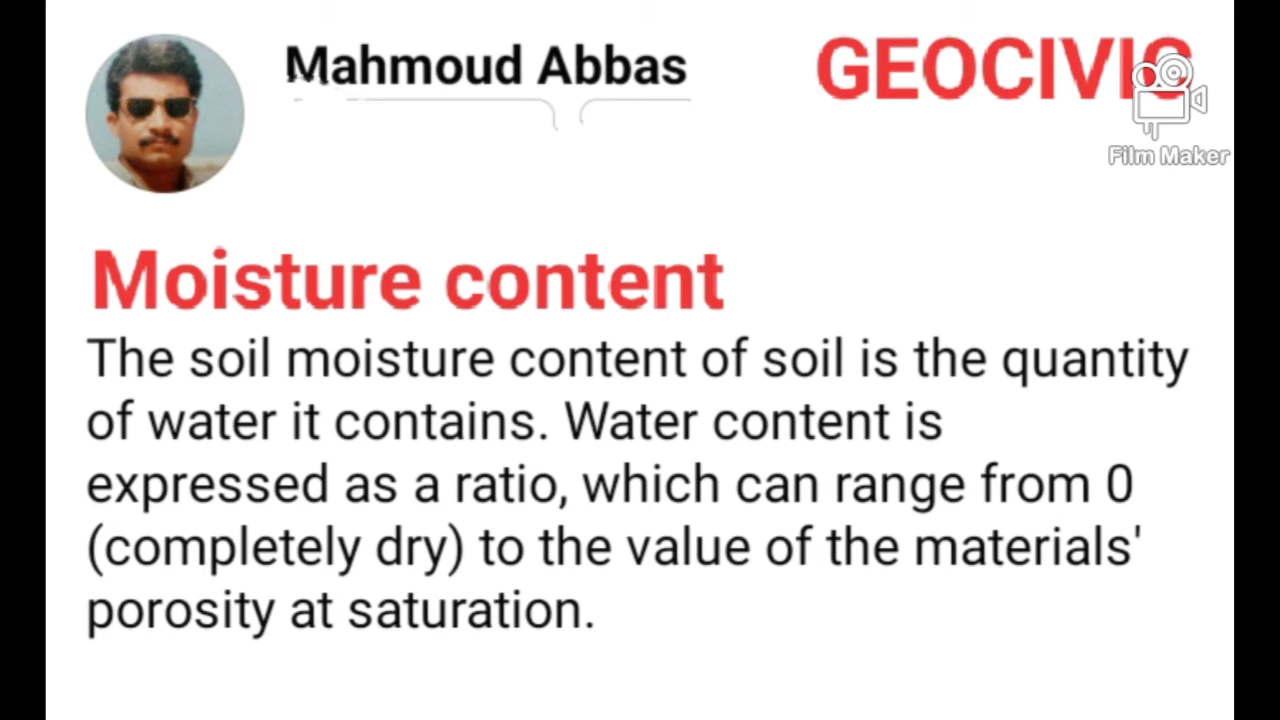 Mahmoud Abbas
GEOCIVIC
Film Maker
Moisture content
The soil moisture content of soil is the quantity
of water it contains. Water content is
expressed as a ratio, which can range from 0
(completely dry) to the value of the materials'
porosity at saturation.